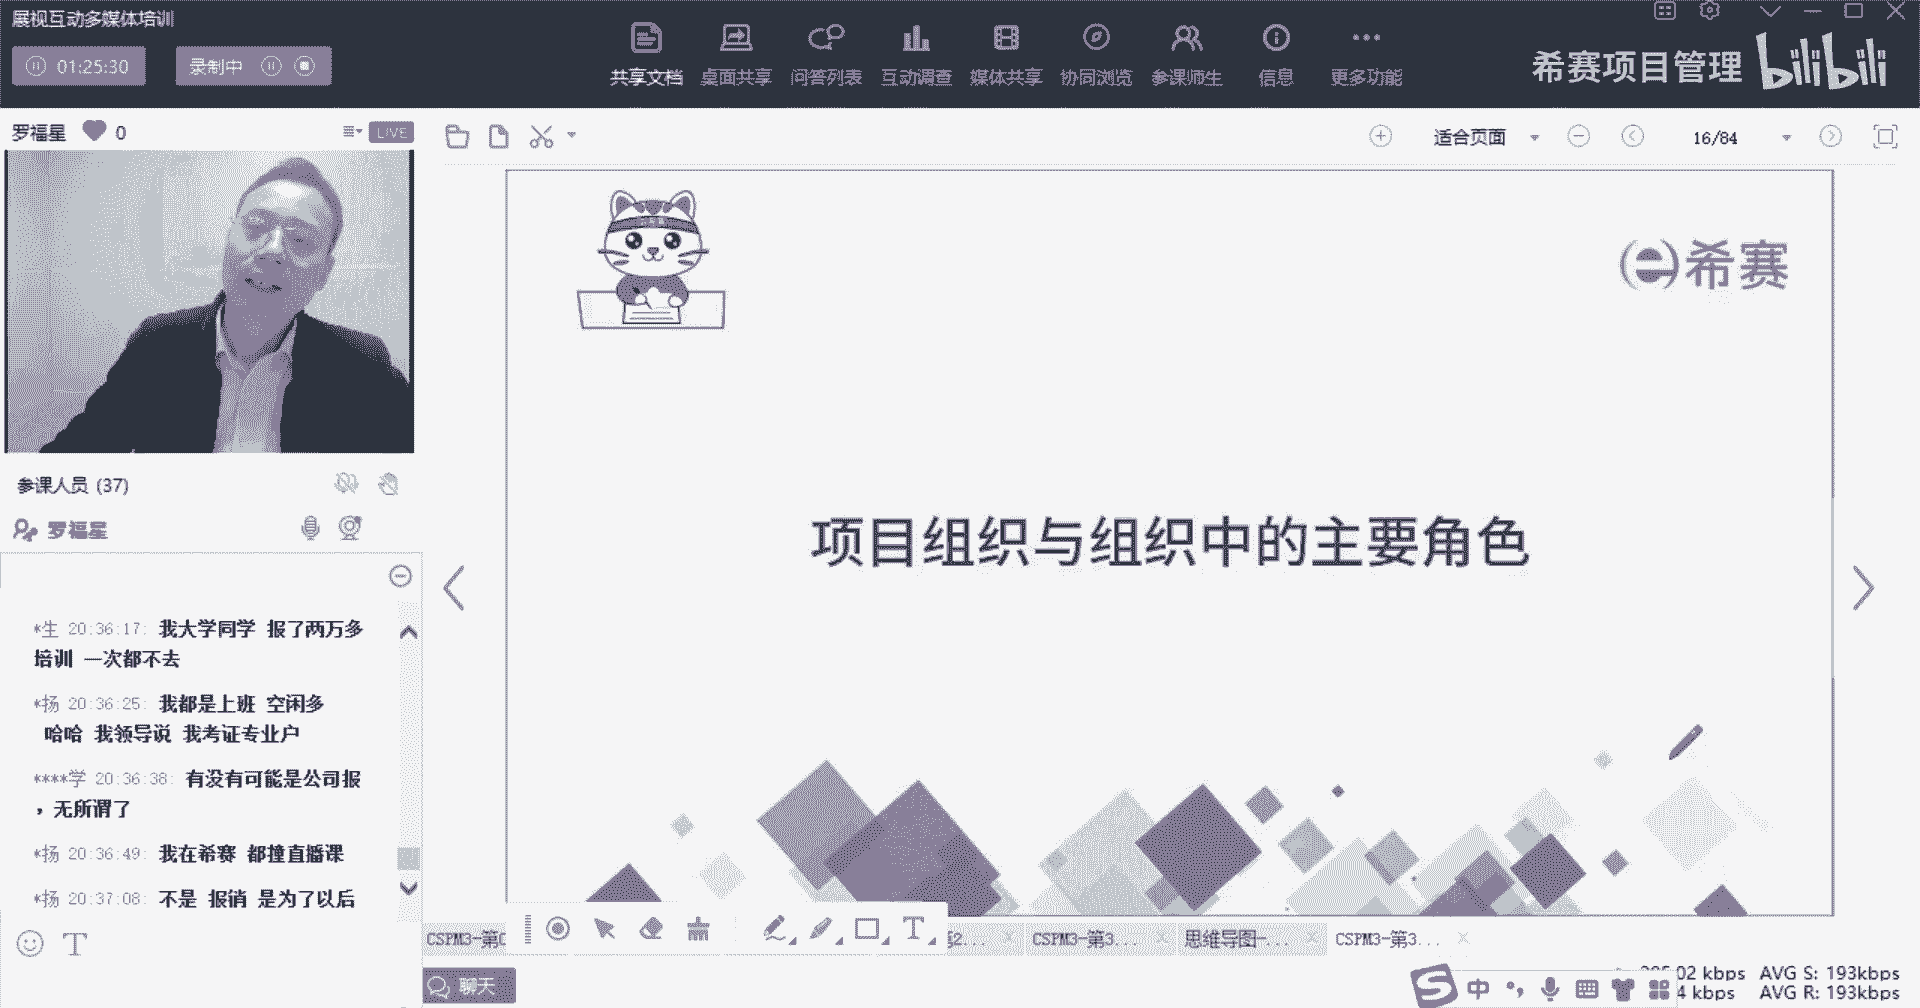 展视互动多媒体培训
01:25:30
录制中
共享文档
桌面共享
问答列表
互动调查
媒体共享
协同浏览
参课师生
信息
更多功能
希赛项目管理
bilibili
罗福星
0
LIVE
适合页面
16/84
希赛
项目组织与组织中的主要角色
参课人员 (37)
罗福星
*生 20:36:17: 我大学同学 报了两万多
培训 一次都不去
*扬 20:36:25: 我都是上班 空闲多
哈哈 我领导说 我考证专业户
****学 20:36:38: 有没有可能是公司报
，无所谓了
*扬 20:36:49: 我在希赛 都撞直播课
*扬 20:37:08: 不是 报销 是为了以后
T
T
CSPM3-第
2...
CSPM3-第3...
思维导图-...
CSPM3-第3...
聊天
中
02 kbps AVG S: 193kbps
4 kbps AVG R: 193kbps